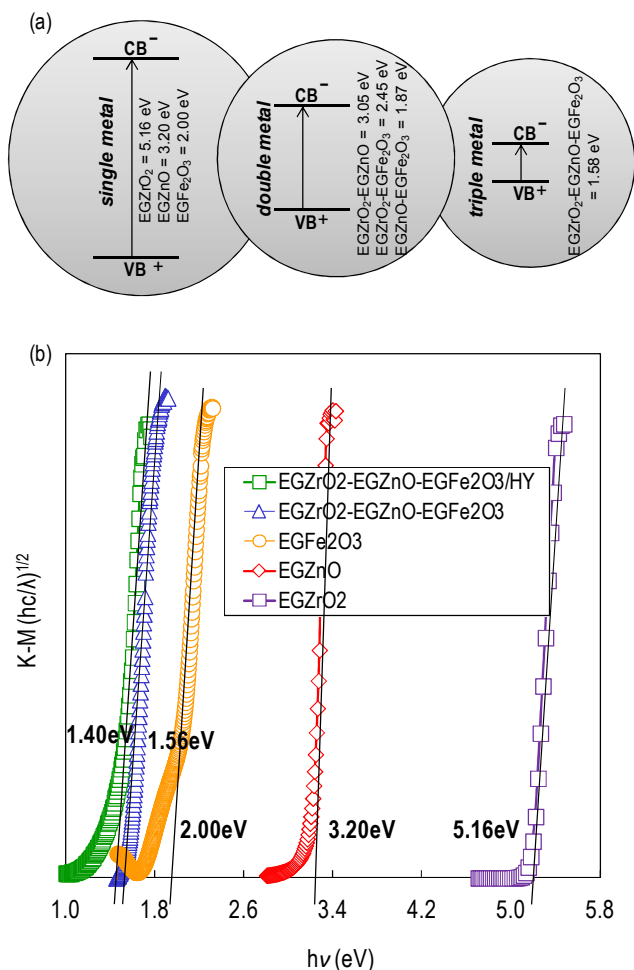 (a)
CB⁻
single metal
EGZrO₂ = 5.16 eV
EGZnO = 3.20 eV
EGFe₂O₃ = 2.00 eV
VB⁺
CB⁻
double metal
EGZrO₂-EGZnO = 3.05 eV
EGZrO₂-EGFe₂O₃ = 2.45 eV
EGZnO-EGFe₂O₃ = 1.87 eV
VB⁺
CB⁻
triple metal
EGZrO₂-EGZnO-EGFe₂O₃
= 1.58 eV
VB⁺
(b)
K-M (hc/λ)¹ᐟ²
EGZrO2-EGZnO-EGFe2O3/HY
EGZrO2-EGZnO-EGFe2O3
EGFe2O3
EGZnO
EGZrO2
1.40eV
1.56eV
2.00eV
3.20eV
5.16eV
1.0 1.8 2.6 3.4 4.2 5.0 5.8
hν (eV)